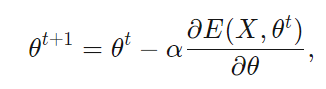 θ^{t+1} = θ^t − α ∂E(X, θ^t)/∂θ,